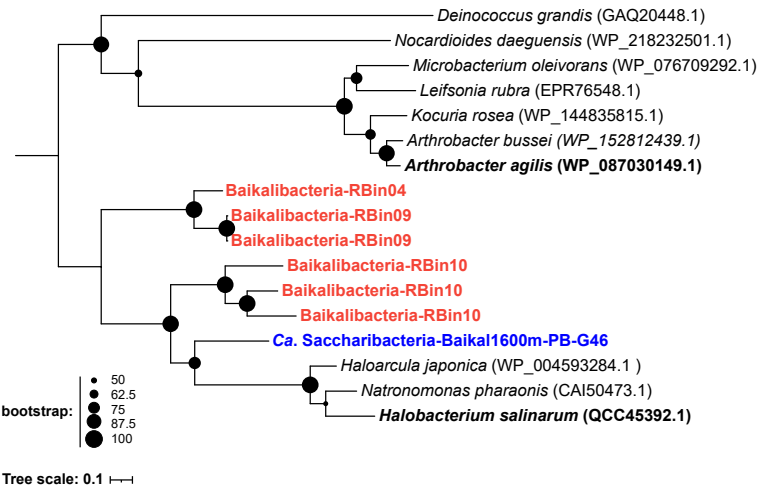 Deinococcus grandis (GAQ20448.1)
Nocardioides daeguensis (WP_218232501.1)
Microbacterium oleivorans (WP_076709292.1)
Leifsonia rubra (EPR76548.1)
Kocuria rosea (WP_144835815.1)
Arthrobacter bussei (WP_152812439.1)
Arthrobacter agilis (WP_087030149.1)
Baikalibacteria-RBin04
Baikalibacteria-RBin09
Baikalibacteria-RBin09
Baikalibacteria-RBin10
Baikalibacteria-RBin10
Baikalibacteria-RBin10
Ca. Saccharibacteria-Baikal1600m-PB-G46
Haloarcula japonica (WP_004593284.1 )
Natronomonas pharaonis (CAI50473.1)
Halobacterium salinarum (QCC45392.1)
bootstrap:
50
62.5
75
87.5
100
Tree scale: 0.1